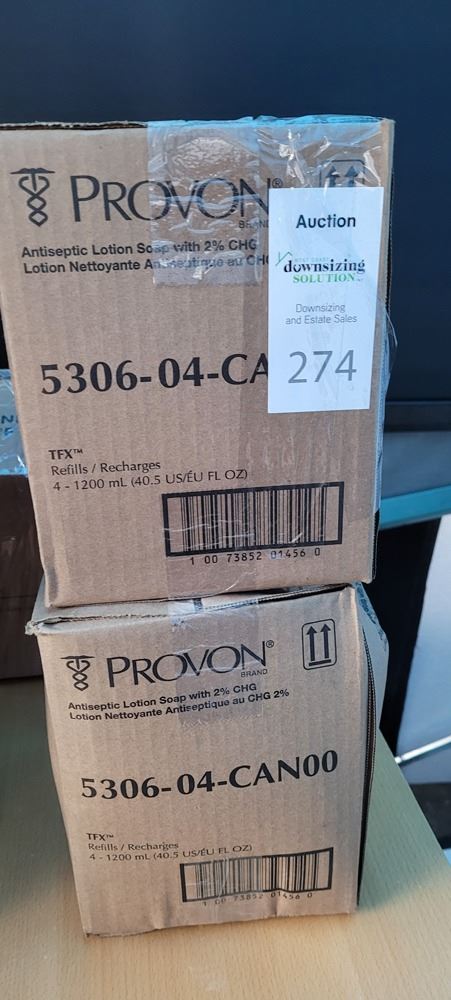 PROVON®
BRAND
Antiseptic Lotion Soap with 2% CHG
Lotion Nettoyante Antiseptique au CHG
5306-04-CA
TFX™
Refills / Recharges
4 - 1200 mL (40.5 US/ÉU FL OZ)
1 00 73852 01456 0
Auction
downsizing
SOLUTION
Downsizing
and Estate Sales
274
PROVON®
BRAND
Antiseptic Lotion Soap with 2% CHG
Lotion Nettoyante Antiseptique au CHG 2%
5306-04-CAN00
TFX™
Refills / Recharges
4 - 1200 mL (40.5 US/ÉU FL OZ)
1 00 73852 01456 0